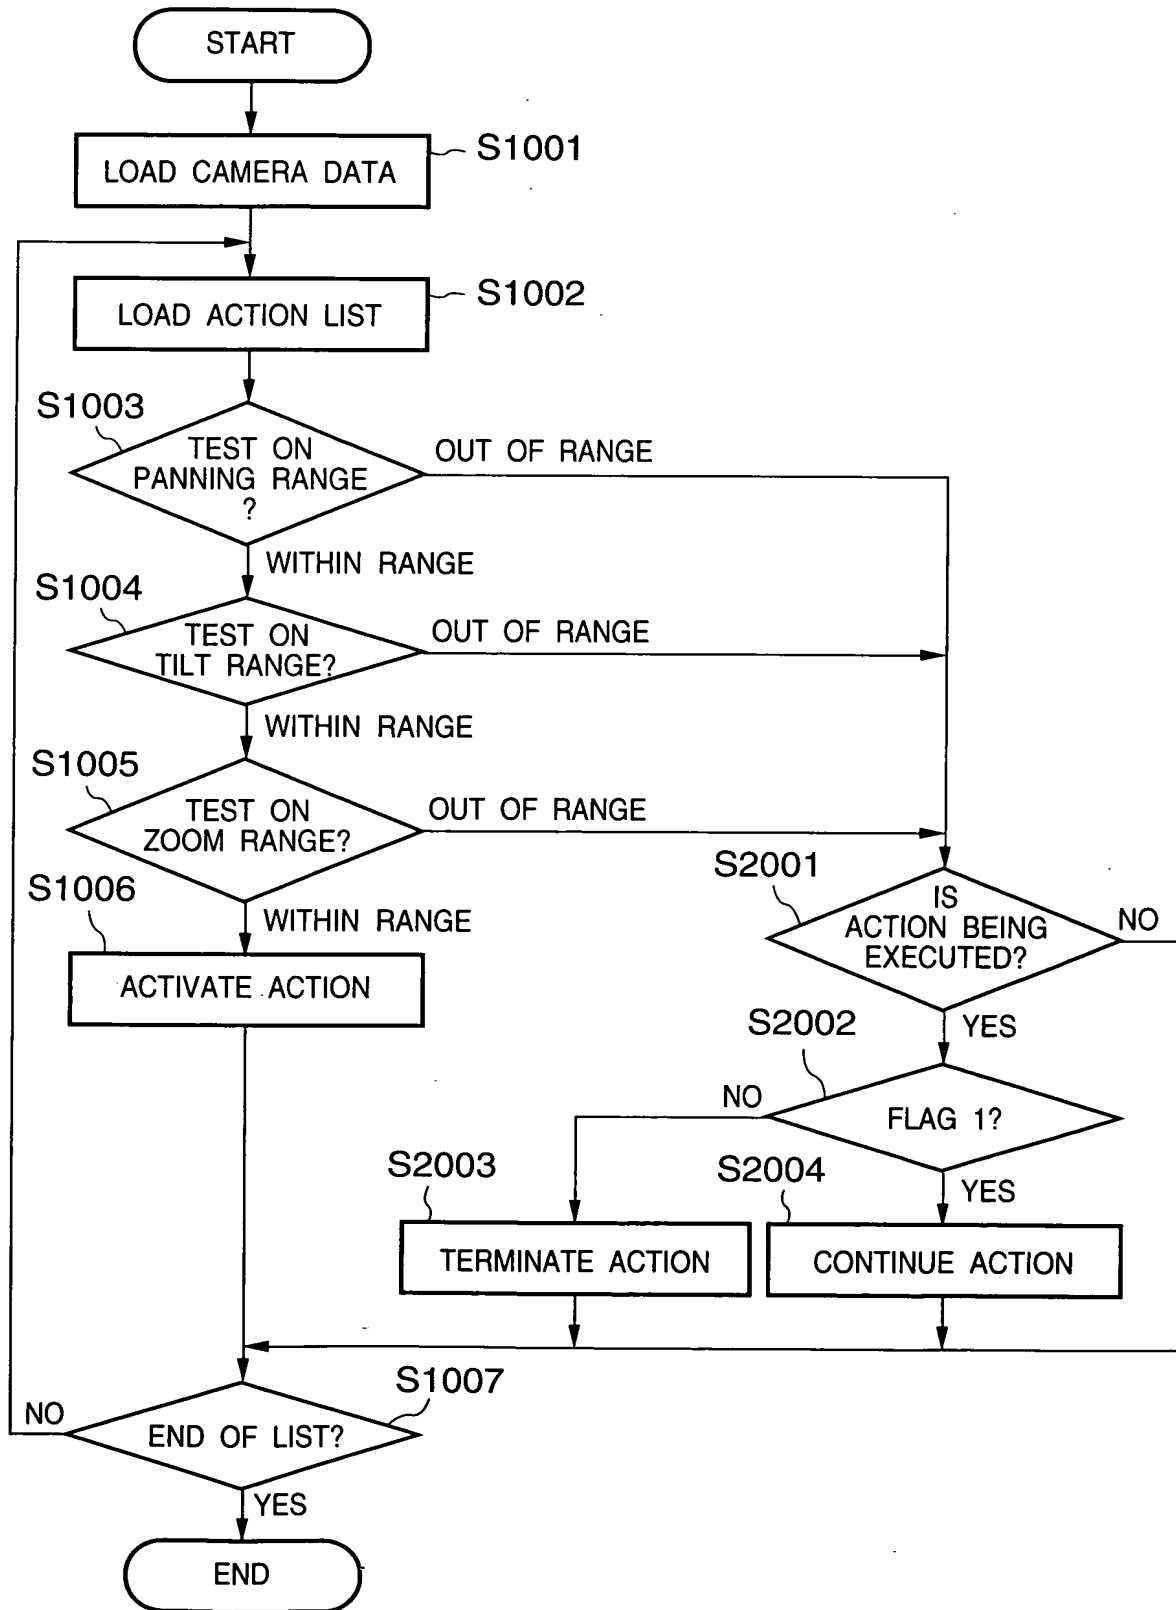 START
LOAD CAMERA DATA
S1001
LOAD ACTION LIST
S1002
S1003
TEST ON
PANNING RANGE
?
OUT OF RANGE
WITHIN RANGE
S1004
TEST ON
TILT RANGE?
OUT OF RANGE
WITHIN RANGE
S1005
TEST ON
ZOOM RANGE?
OUT OF RANGE
WITHIN RANGE
S1006
ACTIVATE ACTION
S2001
IS
ACTION BEING
EXECUTED?
NO
YES
S2002
FLAG 1?
NO
YES
S2003
TERMINATE ACTION
S2004
CONTINUE ACTION
S1007
END OF LIST?
NO
YES
END